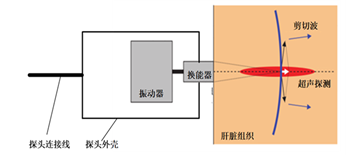 剪切波
换能器
振动器
超声探测
探头连接线
探头外壳
肝脏组织